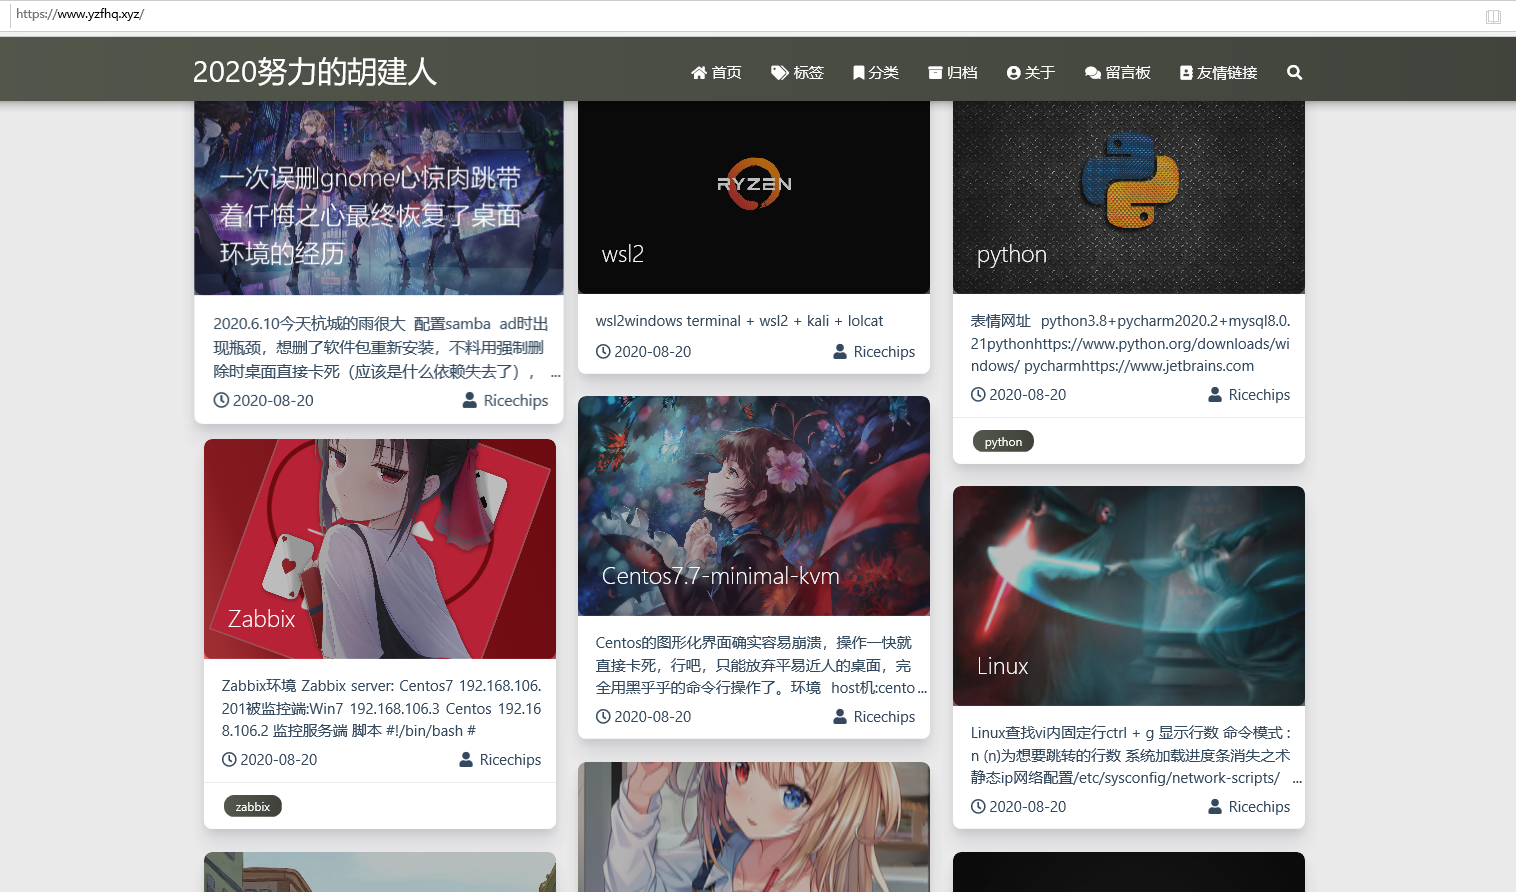 https://www.yzfhq.xyz/
2020努力的胡建人
首页 标签 分类 归档 关于 留言板 友情链接
一次误删gnome心惊肉跳带
着仟悔之心最终恢复了桌面
环境的经历
2020.6.10今天杭城的雨很大 配置samba ad时出
现瓶颈，想删了软件包重新安装，不料用强制删
除时桌面直接卡死（应该是什么依赖失去了）， ...
2020-08-20 Ricechips
Zabbix
Zabbix环境 Zabbix server: Centos7 192.168.106.
201被监控端:Win7 192.168.106.3 Centos 192.16
8.106.2 监控服务端 脚本 #!/bin/bash #
2020-08-20 Ricechips
zabbix
RYZEN
wsl2
wsl2windows terminal + wsl2 + kali + lolcat
2020-08-20 Ricechips
Centos7.7-minimal-kvm
Centos的图形化界面确实容易崩溃，操作一快就
直接卡死，行吧，只能放弃平易近人的桌面，完
全用黑乎乎的命令行操作了。环境 host机:cento...
2020-08-20 Ricechips
python
表情网址 python3.8+pycharm2020.2+mysql8.0.
21pythonhttps://www.python.org/downloads/wi
ndows/ pycharmhttps://www.jetbrains.com
2020-08-20 Ricechips
python
Linux
Linux查找vi内固定行ctrl + g 显示行数 命令模式 :
n (n)为想要跳转的行数 系统加载进度条消失之术
静态ip网络配置/etc/sysconfig/network-scripts/ ...
2020-08-20 Ricechips